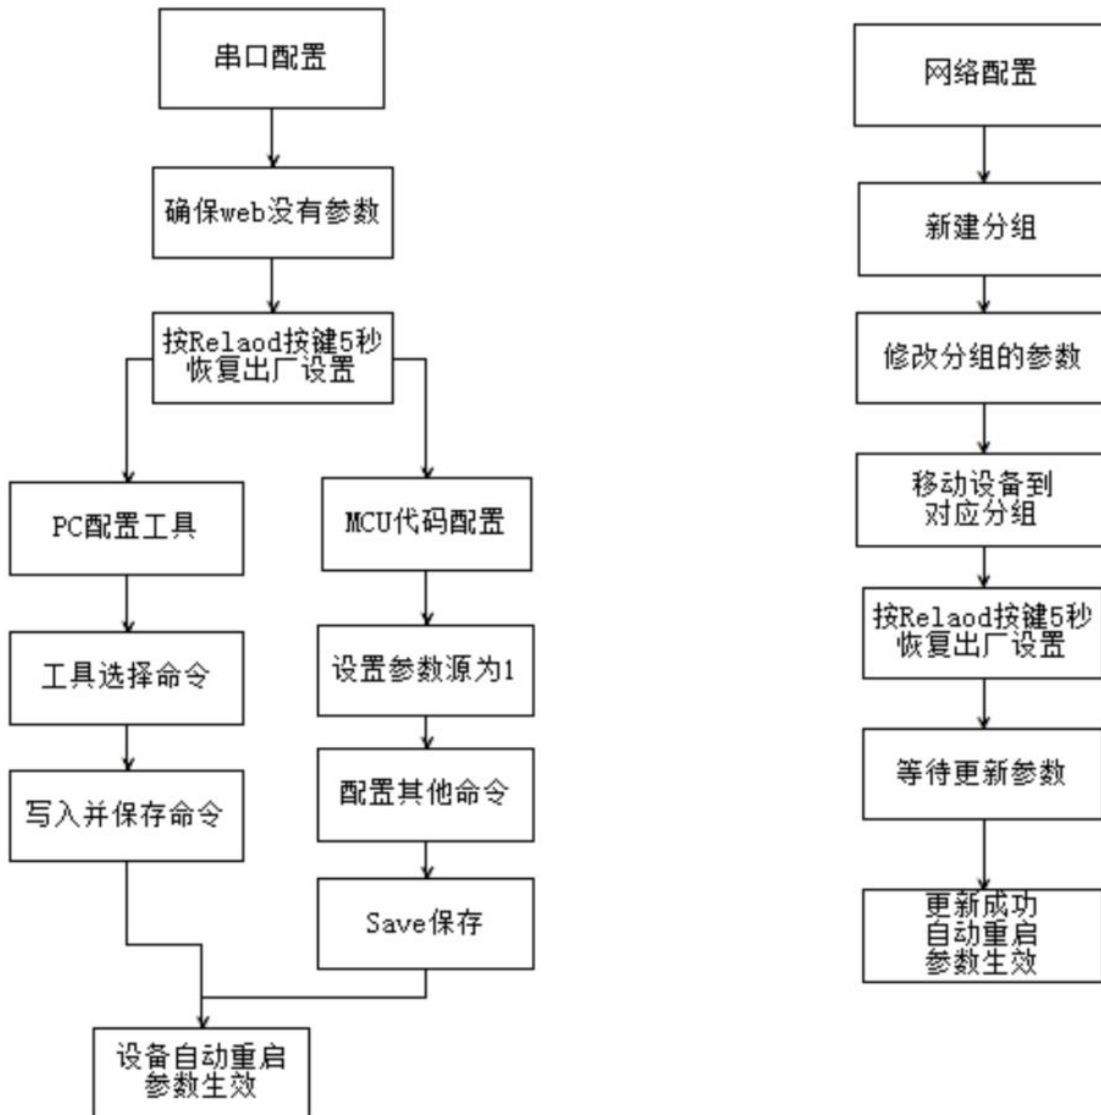 串口配置
确保web没有参数
按Relaod按键5秒
恢复出厂设置
PC配置工具
工具选择命令
写入并保存命令
MCU代码配置
设置参数源为1
配置其他命令
Save保存
设备自动重启
参数生效
网络配置
新建分组
修改分组的参数
移动设备到
对应分组
按Relaod按键5秒
恢复出厂设置
等待更新参数
更新成功
自动重启
参数生效